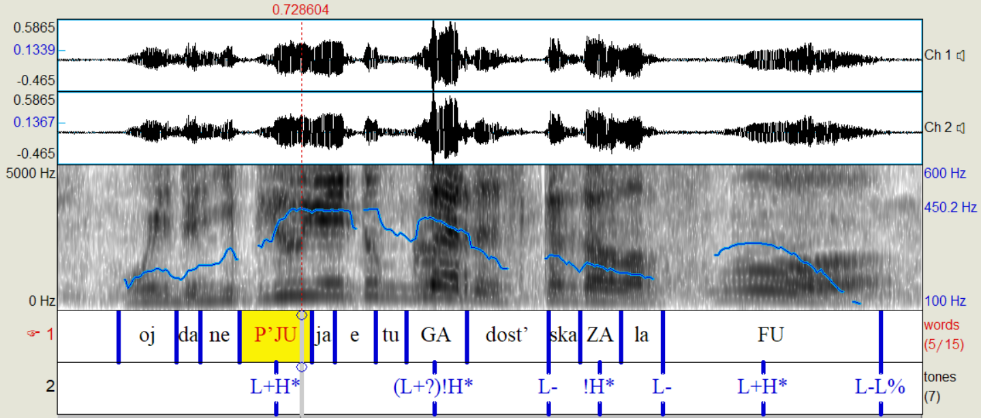 0.728604
0.5865
0.1339
-0.465
Ch 1
0.5865
0.1367
-0.465
Ch 2
5000 Hz
600 Hz
450.2 Hz
0 Hz
100 Hz
1 oj da ne P'JU ja e tu GA dost' ska ZA la FU words (5/15)
2 L+H* (L+?)!H* L- !H* L- L+H* L-L% tones (7)